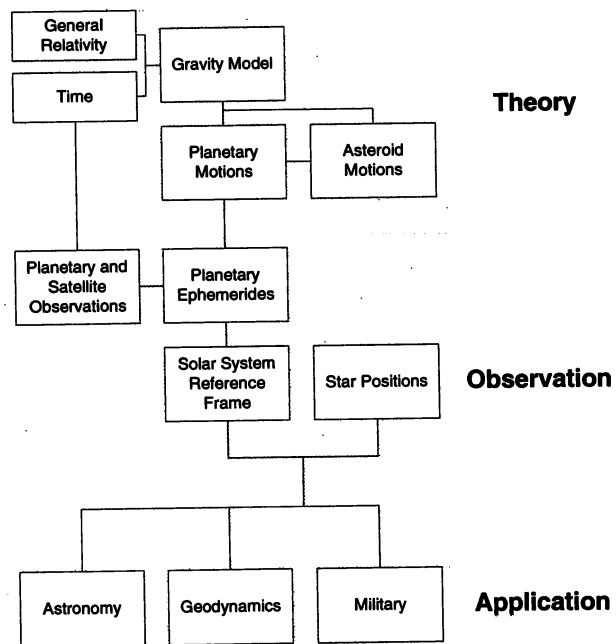 General
Relativity
Gravity Model
Time
Theory
Planetary
Motions
Asteroid
Motions
Planetary and
Satellite
Observations
Planetary
Ephemerides
Solar System
Reference
Frame
Star Positions
Observation
Astronomy
Geodynamics
Military
Application